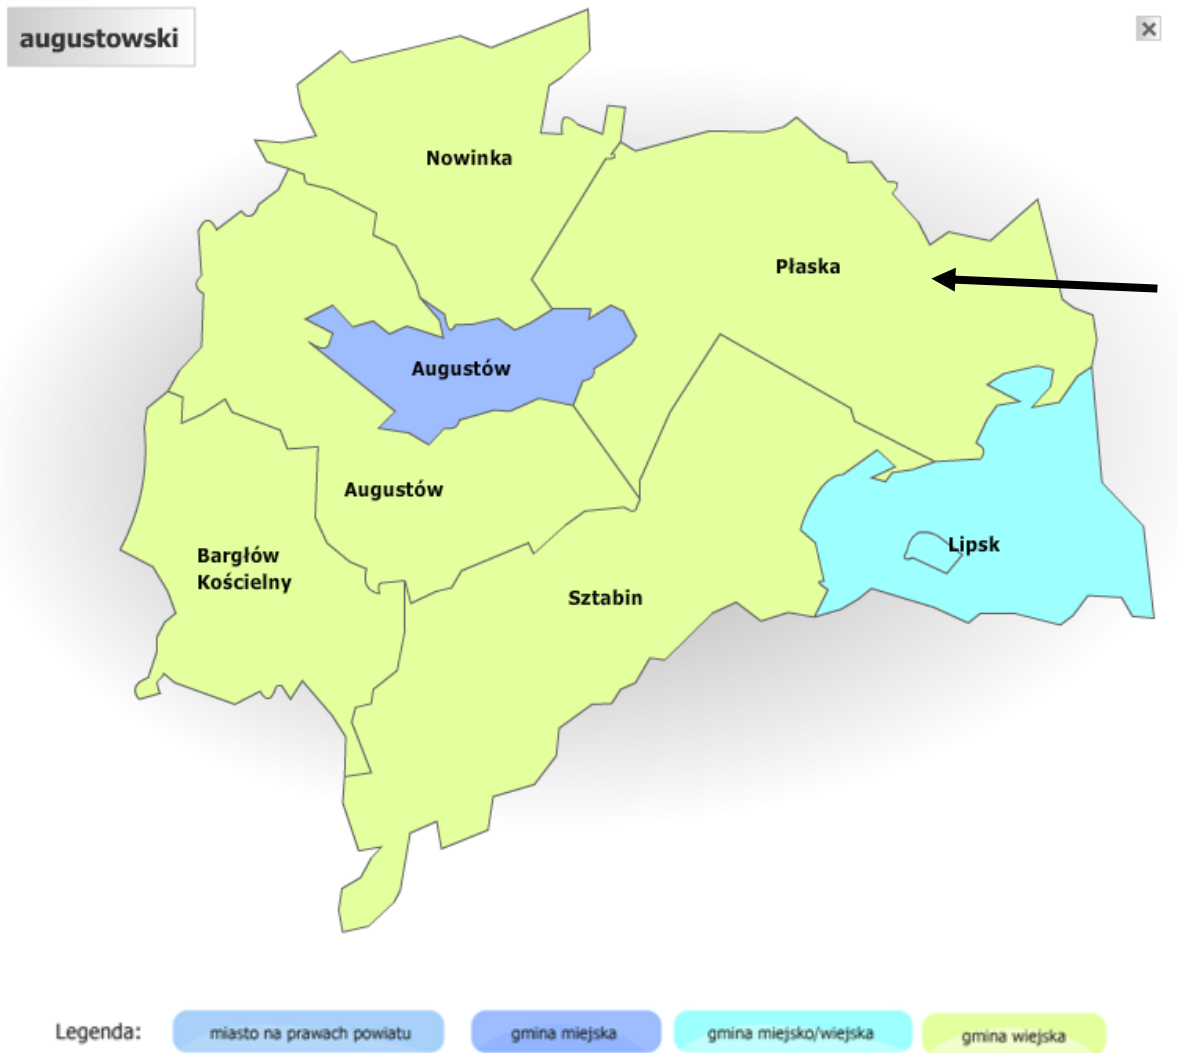 augustowski
Nowinka
Płaska
Augustów
Augustów
Bargłów
Kościelny
Lipsk
Sztabin
Legenda:
miasto na prawach powiatu
gmina miejska
gmina miejsko/wiejska
gmina wiejska